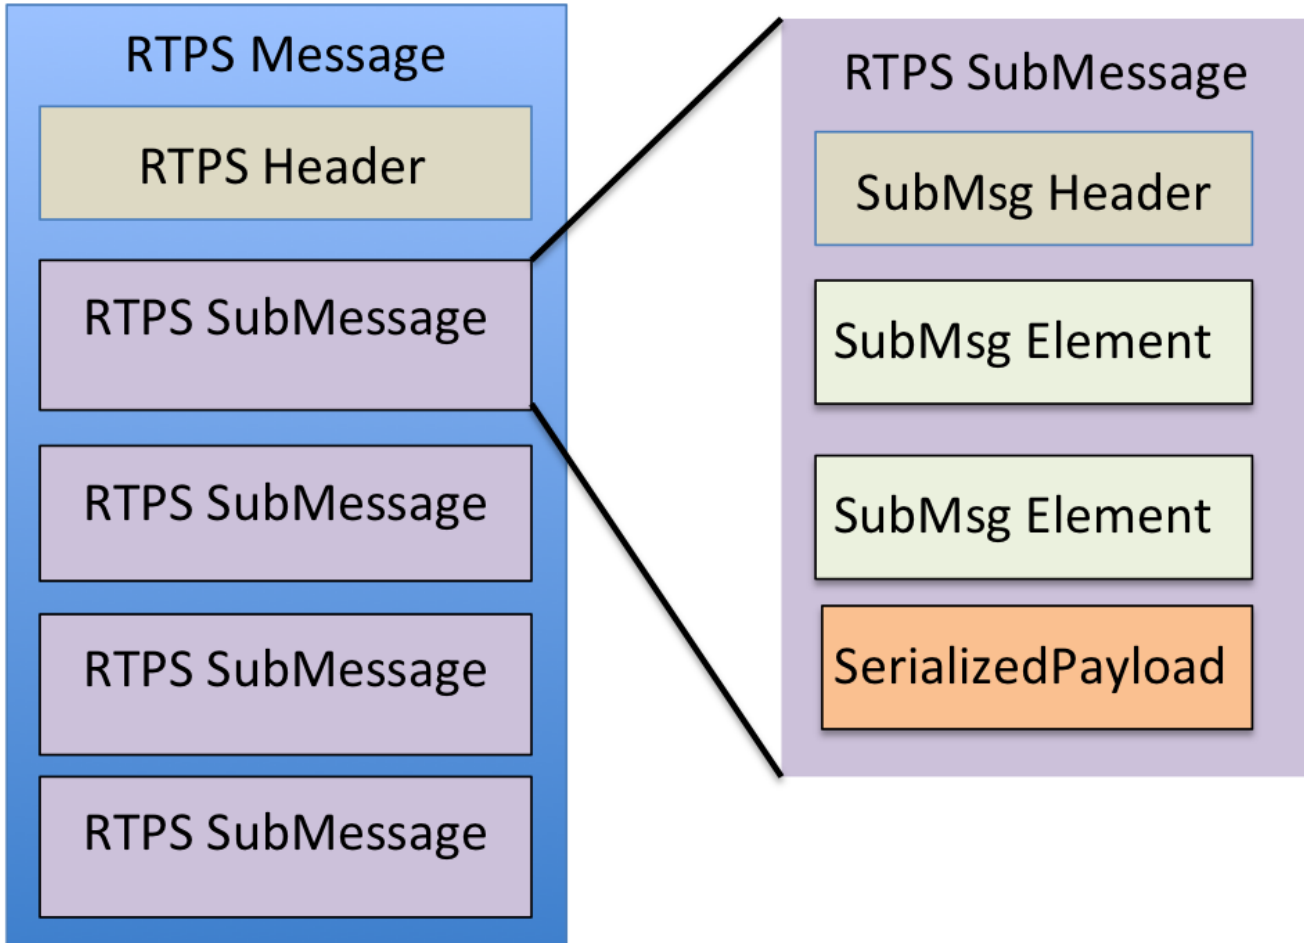 RTPS Message
RTPS Header
RTPS SubMessage
RTPS SubMessage
RTPS SubMessage
RTPS SubMessage
RTPS SubMessage
SubMsg Header
SubMsg Element
SubMsg Element
SerializedPayload